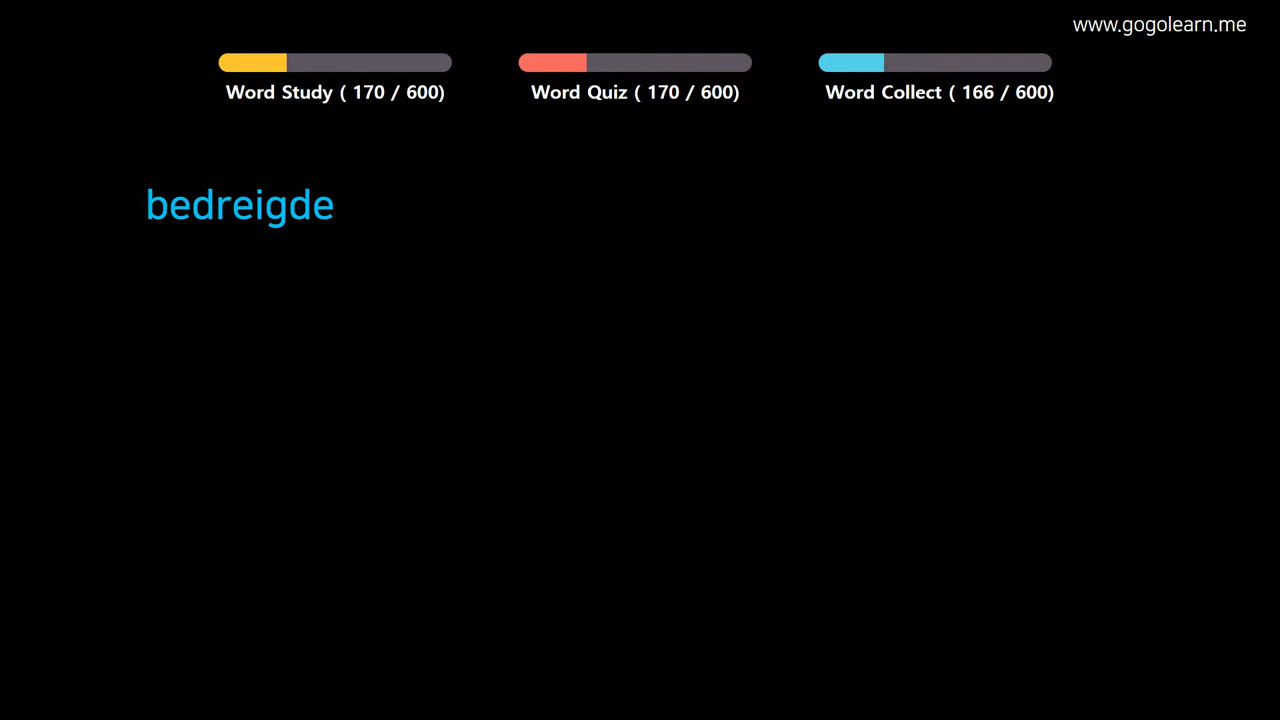 www.gogolearn.me
Word Study ( 170 / 600)
Word Quiz ( 170 / 600)
Word Collect ( 166 / 600)
bedreigde